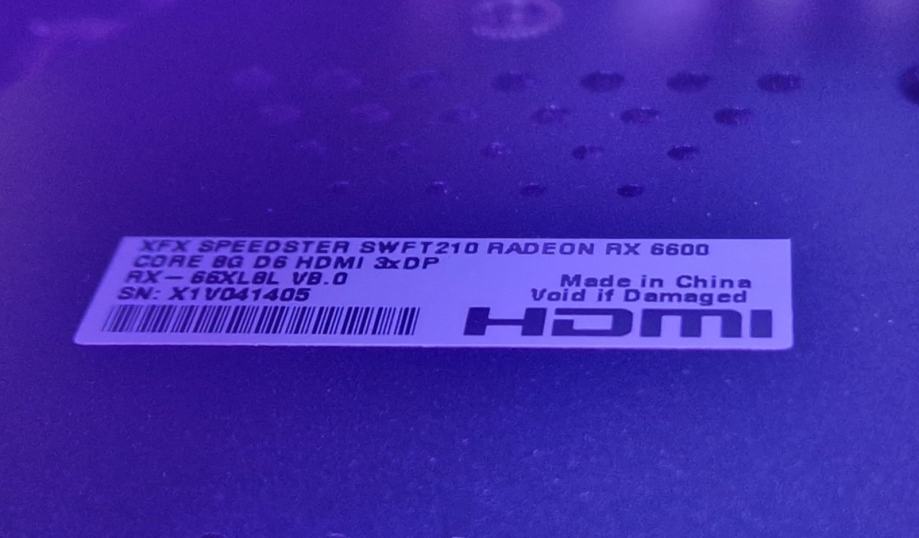 XFX SPEEDSTER SWFT210 RADEON RX 6600
CORE 8G D6 HDMI 3xDP
RX-66XL8L V8.0
SN: X1V041405
Made in China
Void if Damaged
HDMI